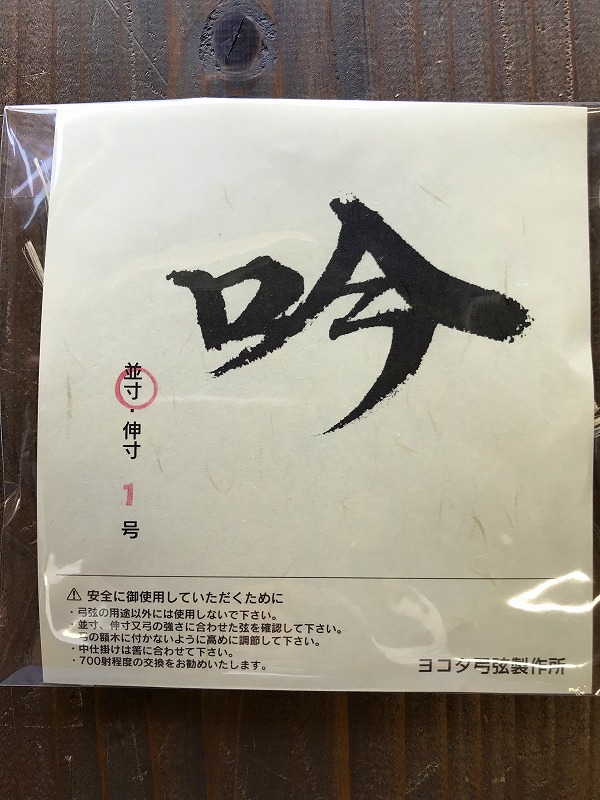 吟
並寸・伸寸 1号
⚠安全に御使用していただくために
・弓弦の用途以外には使用しないで下さい。
・並寸、伸寸又弓の強さに合わせた弦を確認して下さい。
・弓の額木に付かないように高めに調節して下さい。
・中仕掛けは筈に合わせて下さい。
・700射程度の交換をお勧めいたします。
ヨコタ弓弦製作所